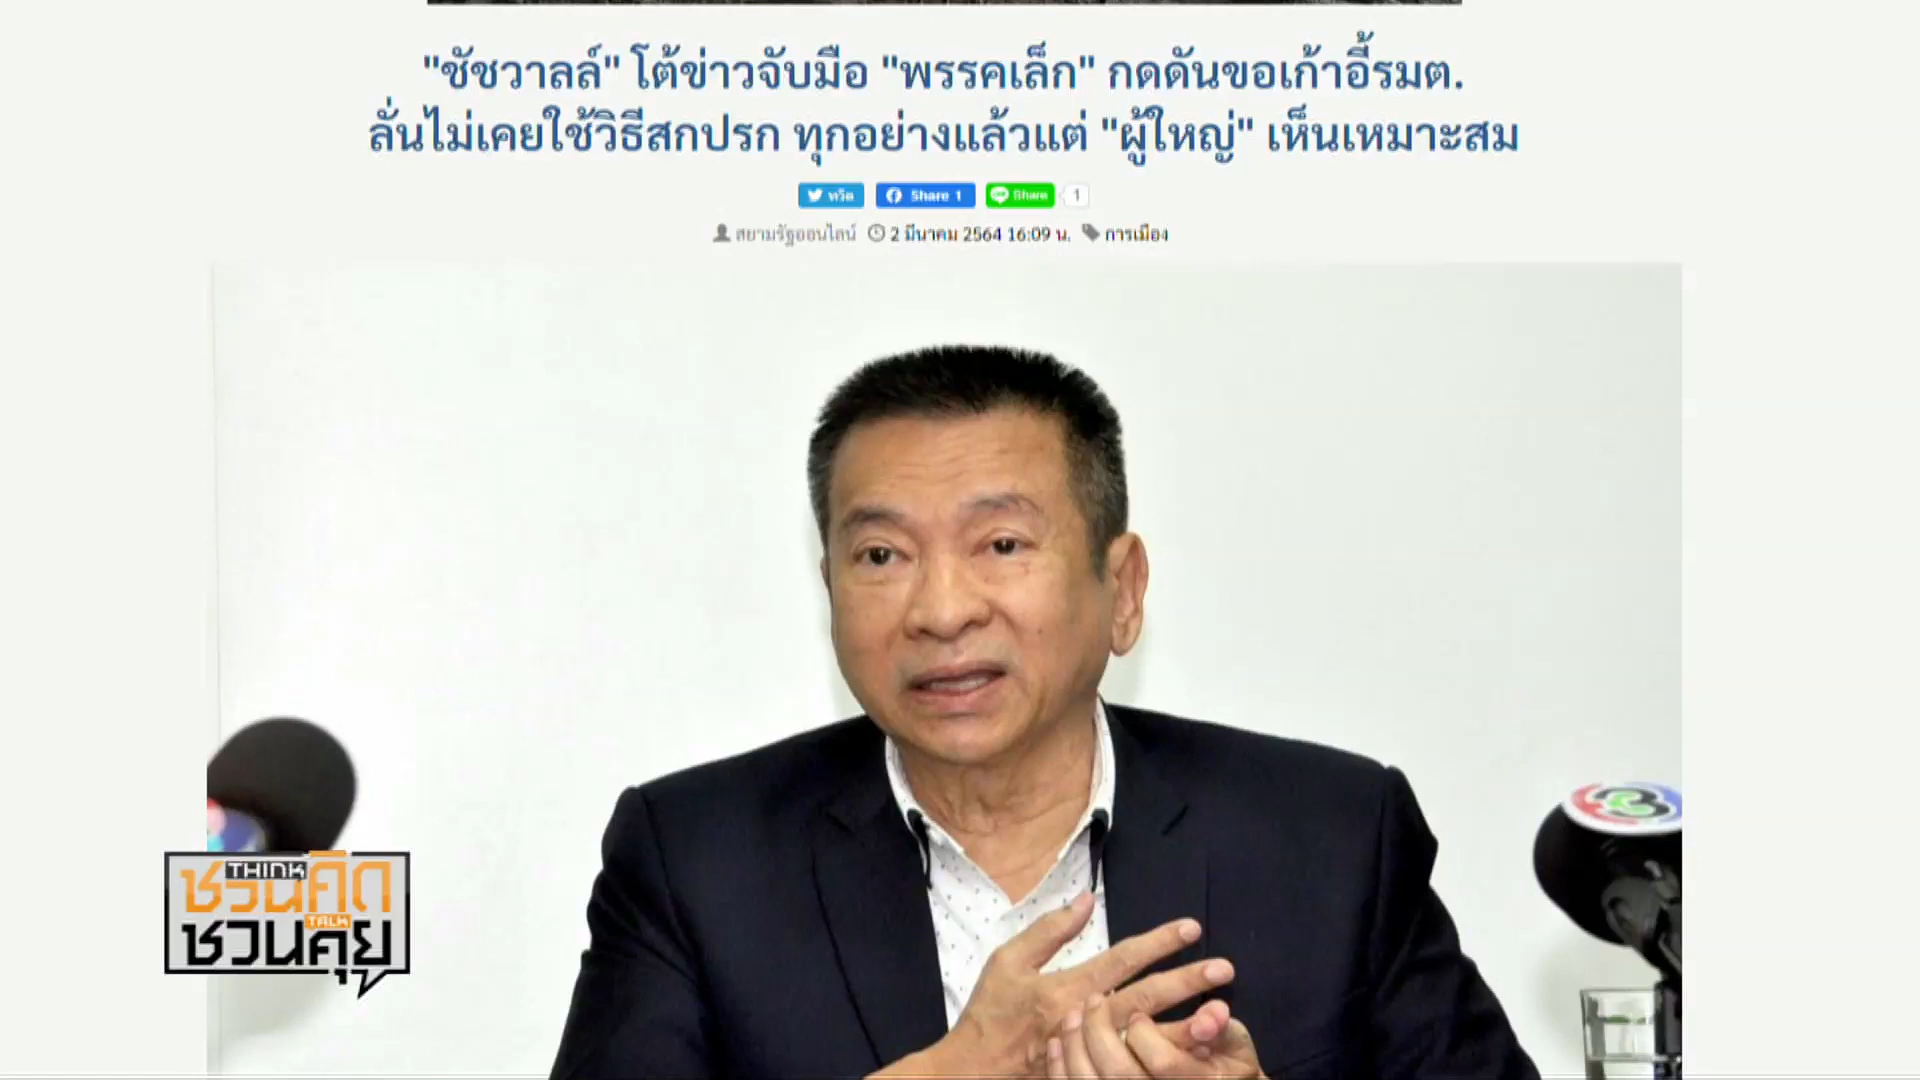 "ชัชวาลล์" โต้ข่าวจับมือ "พรรคเล็ก" กดดันขอเก้าอี้รมต.
ลั่นไม่เคยใช้วิธีสกปรก ทุกอย่างแล้วแต่ "ผู้ใหญ่" เห็นเหมาะสม
ทวีต Share 1 Share 1
สยามรัฐออนไลน์ 2 มีนาคม 2564 16:09 น. การเมือง
THINK
ชวนคิด
TALK
ชวนคุย
3